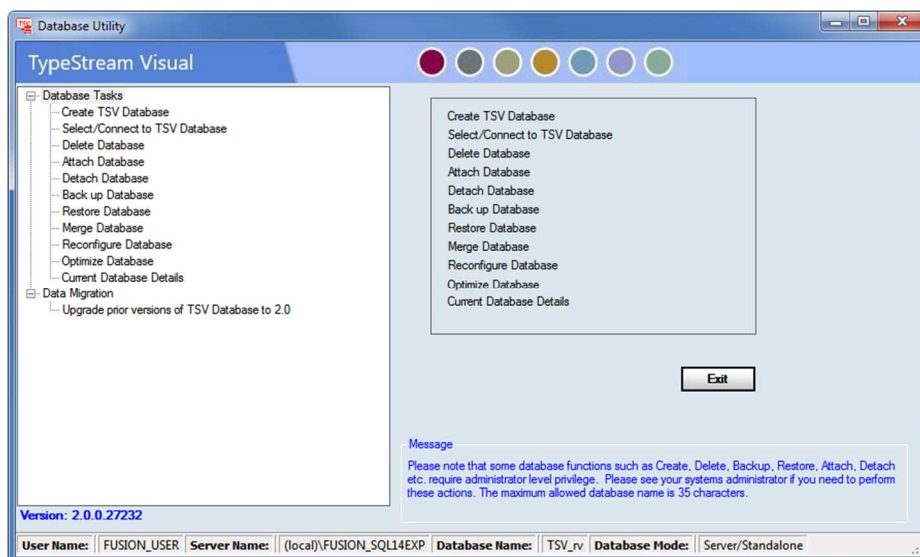 TSV
Database Utility
TypeStream Visual
Database Tasks
Create TSV Database
Select/Connect to TSV Database
Delete Database
Attach Database
Detach Database
Back up Database
Restore Database
Merge Database
Reconfigure Database
Optimize Database
Current Database Details
Data Migration
Upgrade prior versions of TSV Database to 2.0
Version: 2.0.0.27232
Create TSV Database
Select/Connect to TSV Database
Delete Database
Attach Database
Detach Database
Back up Database
Restore Database
Merge Database
Reconfigure Database
Optimize Database
Current Database Details
Exit
Message
Please note that some database functions such as Create, Delete, Backup, Restore, Attach, Detach
etc. require administrator level privilege. Please see your systems administrator if you need to perform
these actions. The maximum allowed database name is 35 characters.
User Name: FUSION_USER Server Name: (local)\FUSION_SQL14EXP Database Name: TSV_rv Database Mode: Server/Standalone